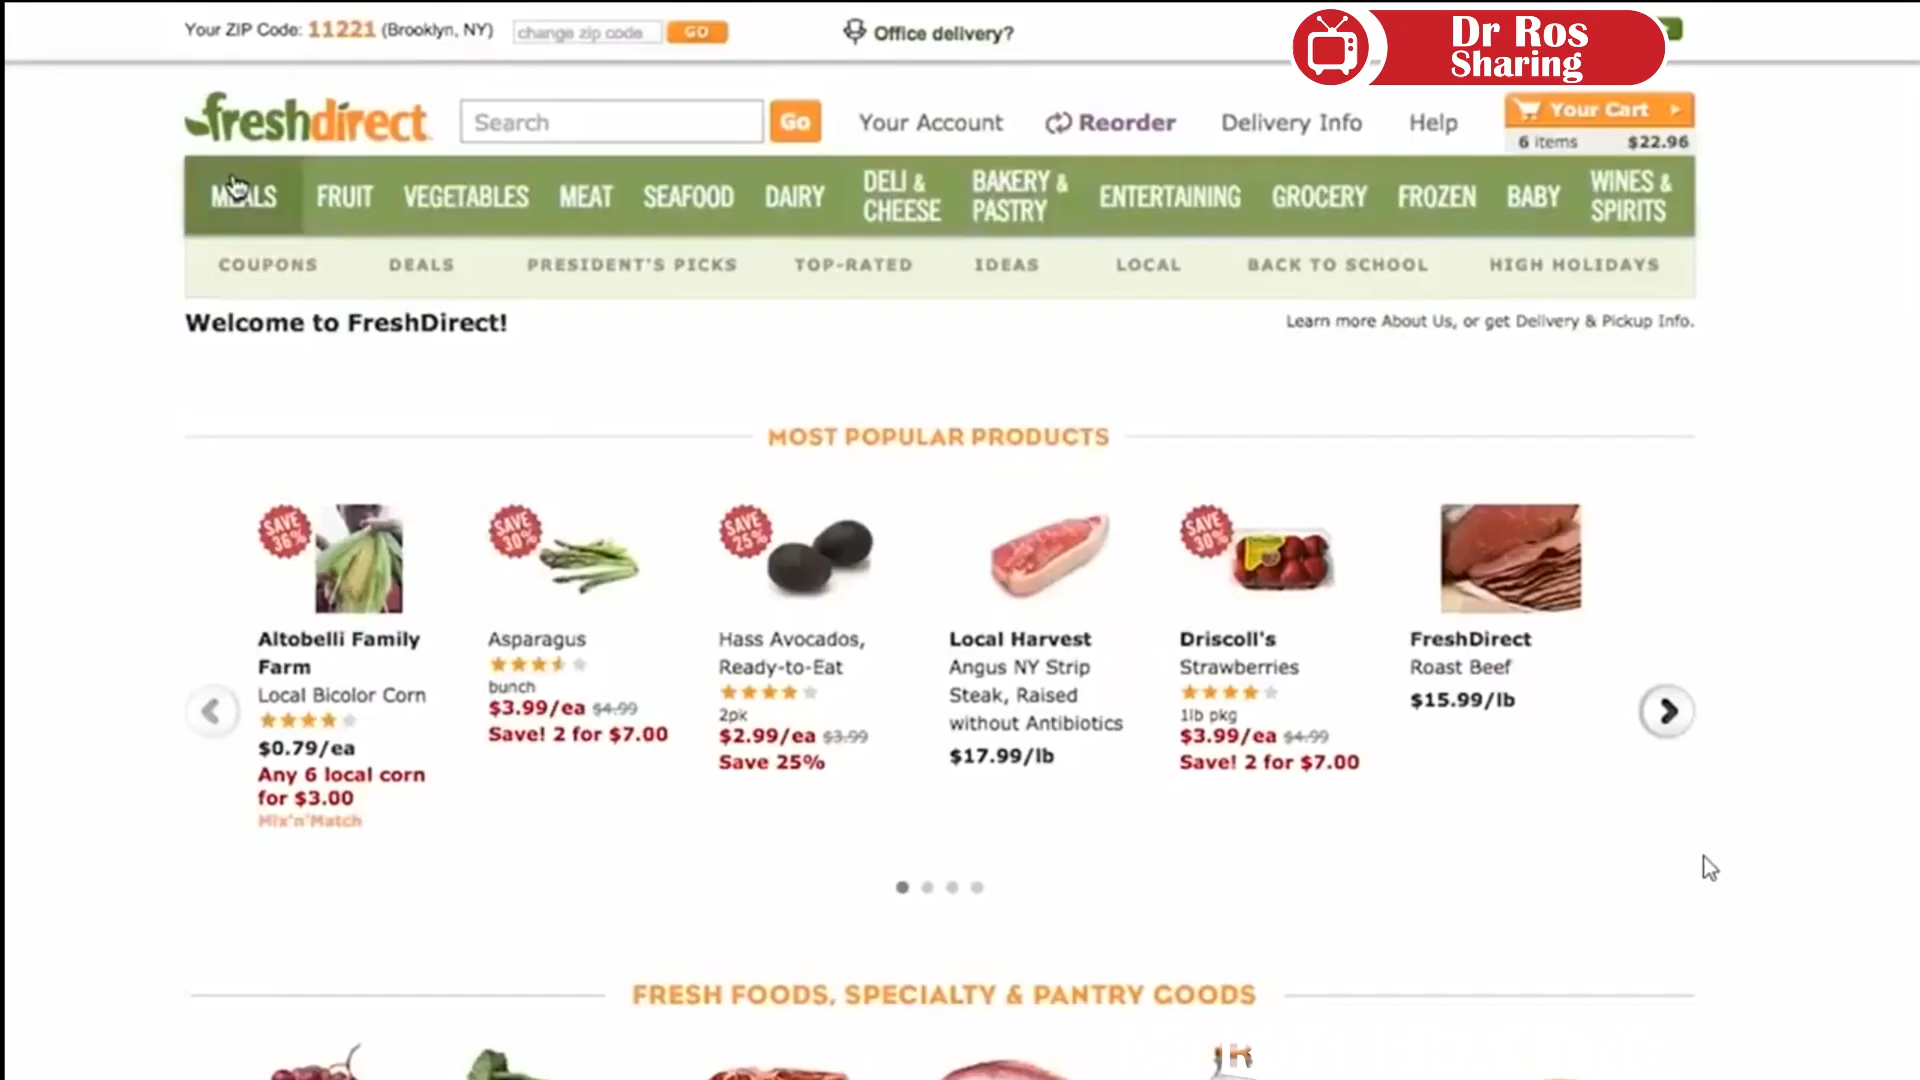 Your ZIP Code: 11221 (Brooklyn, NY) change zip code GO Office delivery?
Dr Ros
Sharing
freshdirect Search Go Your Account Reorder Delivery Info Help Your Cart
6 items $22.96
MEALS FRUIT VEGETABLES MEAT SEAFOOD DAIRY DELI & CHEESE BAKERY & PASTRY ENTERTAINING GROCERY FROZEN BABY WINES & SPIRITS
COUPONS DEALS PRESIDENT'S PICKS TOP-RATED IDEAS LOCAL BACK TO SCHOOL HIGH HOLIDAYS
Welcome to FreshDirect! Learn more About Us, or get Delivery & Pickup Info.
MOST POPULAR PRODUCTS
SAVE
36%
Altobelli Family
Farm
Local Bicolor Corn
$0.79/ea
Any 6 local corn
for $3.00
Mix'n'Match
SAVE
30%
Asparagus
bunch
$3.99/ea $4.99
Save! 2 for $7.00
SAVE
25%
Hass Avocados,
Ready-to-Eat
2pk
$2.99/ea $3.99
Save 25%
Local Harvest
Angus NY Strip
Steak, Raised
without Antibiotics
$17.99/lb
SAVE
30%
Driscoll's
Strawberries
1lb pkg
$3.99/ea $4.99
Save! 2 for $7.00
FreshDirect
Roast Beef
$15.99/lb
FRESH FOODS, SPECIALTY & PANTRY GOODS